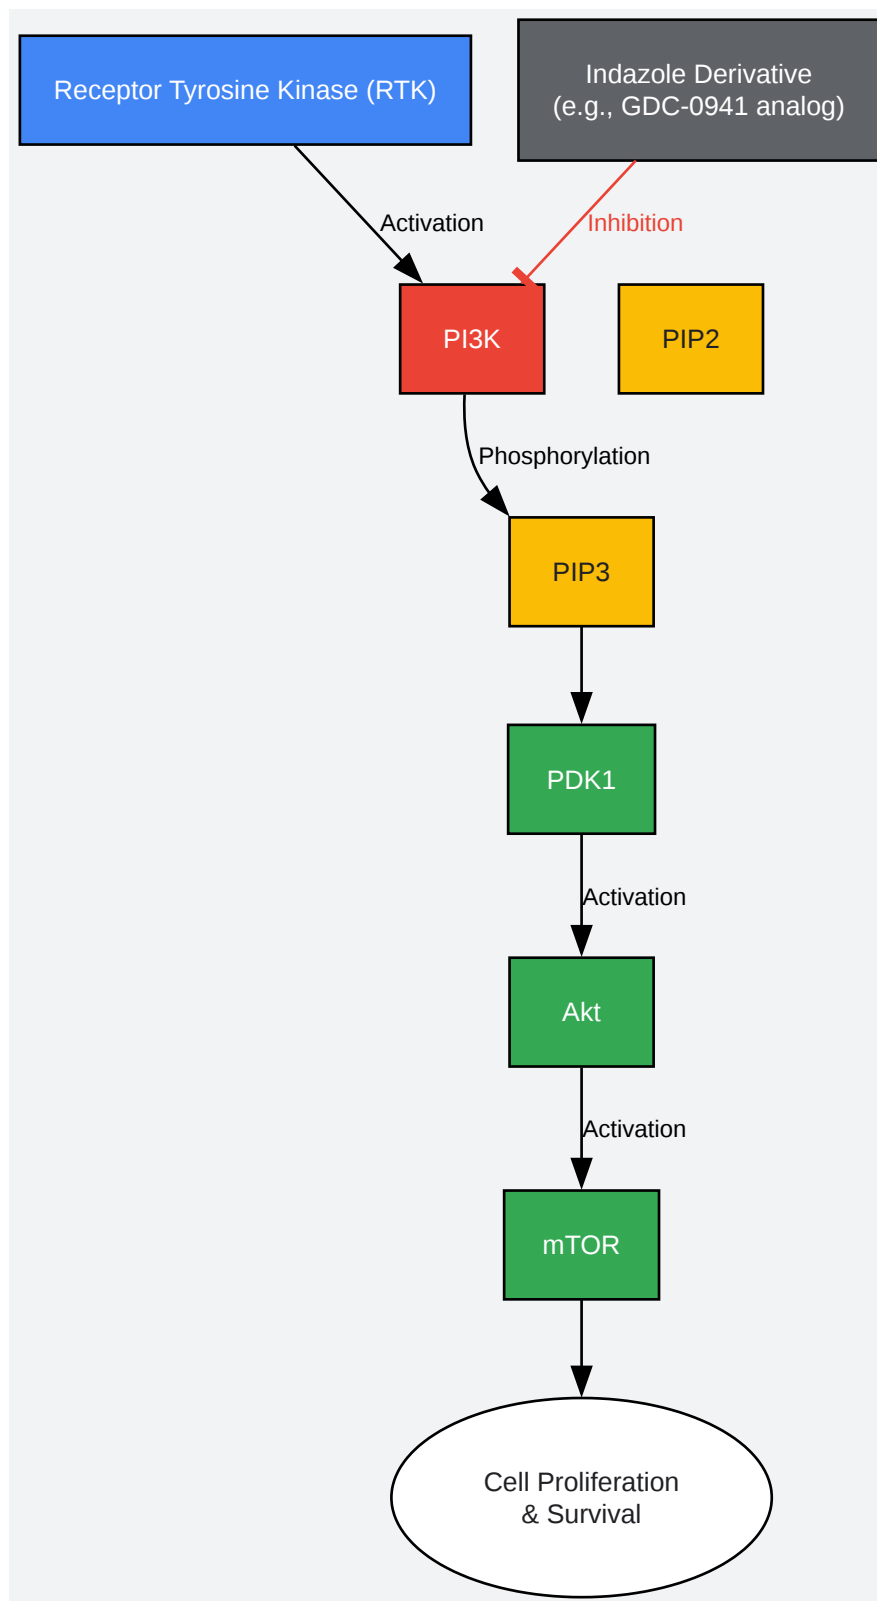 Receptor Tyrosine Kinase (RTK)
Indazole Derivative
(e.g., GDC-0941 analog)
Activation
Inhibition
PI3K
PIP2
Phosphorylation
PIP3
PDK1
Activation
Akt
Activation
mTOR
Cell Proliferation
& Survival